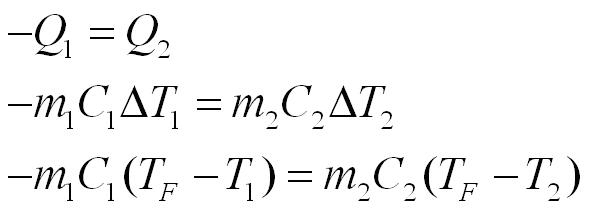 −Q₁ = Q₂
−m₁C₁ΔT₁ = m₂C₂ΔT₂
−m₁C₁(T_F − T₁) = m₂C₂(T_F − T₂)